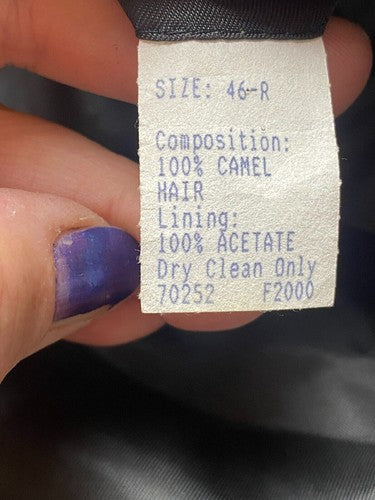 SIZE: 46-R
Composition:
100% CAMEL
HAIR
Lining:
100% ACETATE
Dry Clean Only
70252 F2000